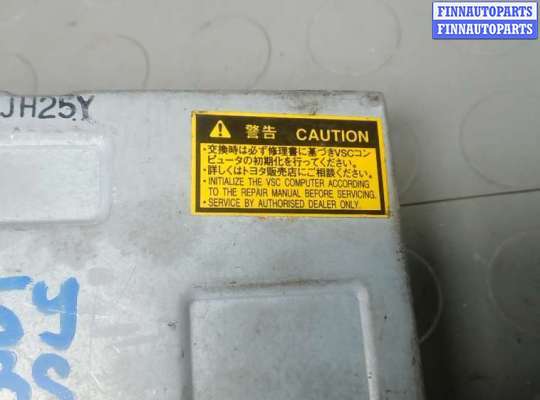 FINNAUTOPARTS
FINNAUTOPARTS
JH25Y
警告 CAUTION
・交換時は必ず修理書に基づきVSCコン
ピュータの初期化を行ってください。
・詳しくはトヨタ販売店にご相談ください。
・INITIALIZE THE VSC COMPUTER ACCORDING
TO THE REPAIR MANUAL BEFORE SERVICING.
・SERVICE BY AUTHORISED DEALER ONLY.
FINNAUTOPARTS
FINNAUTOPARTS